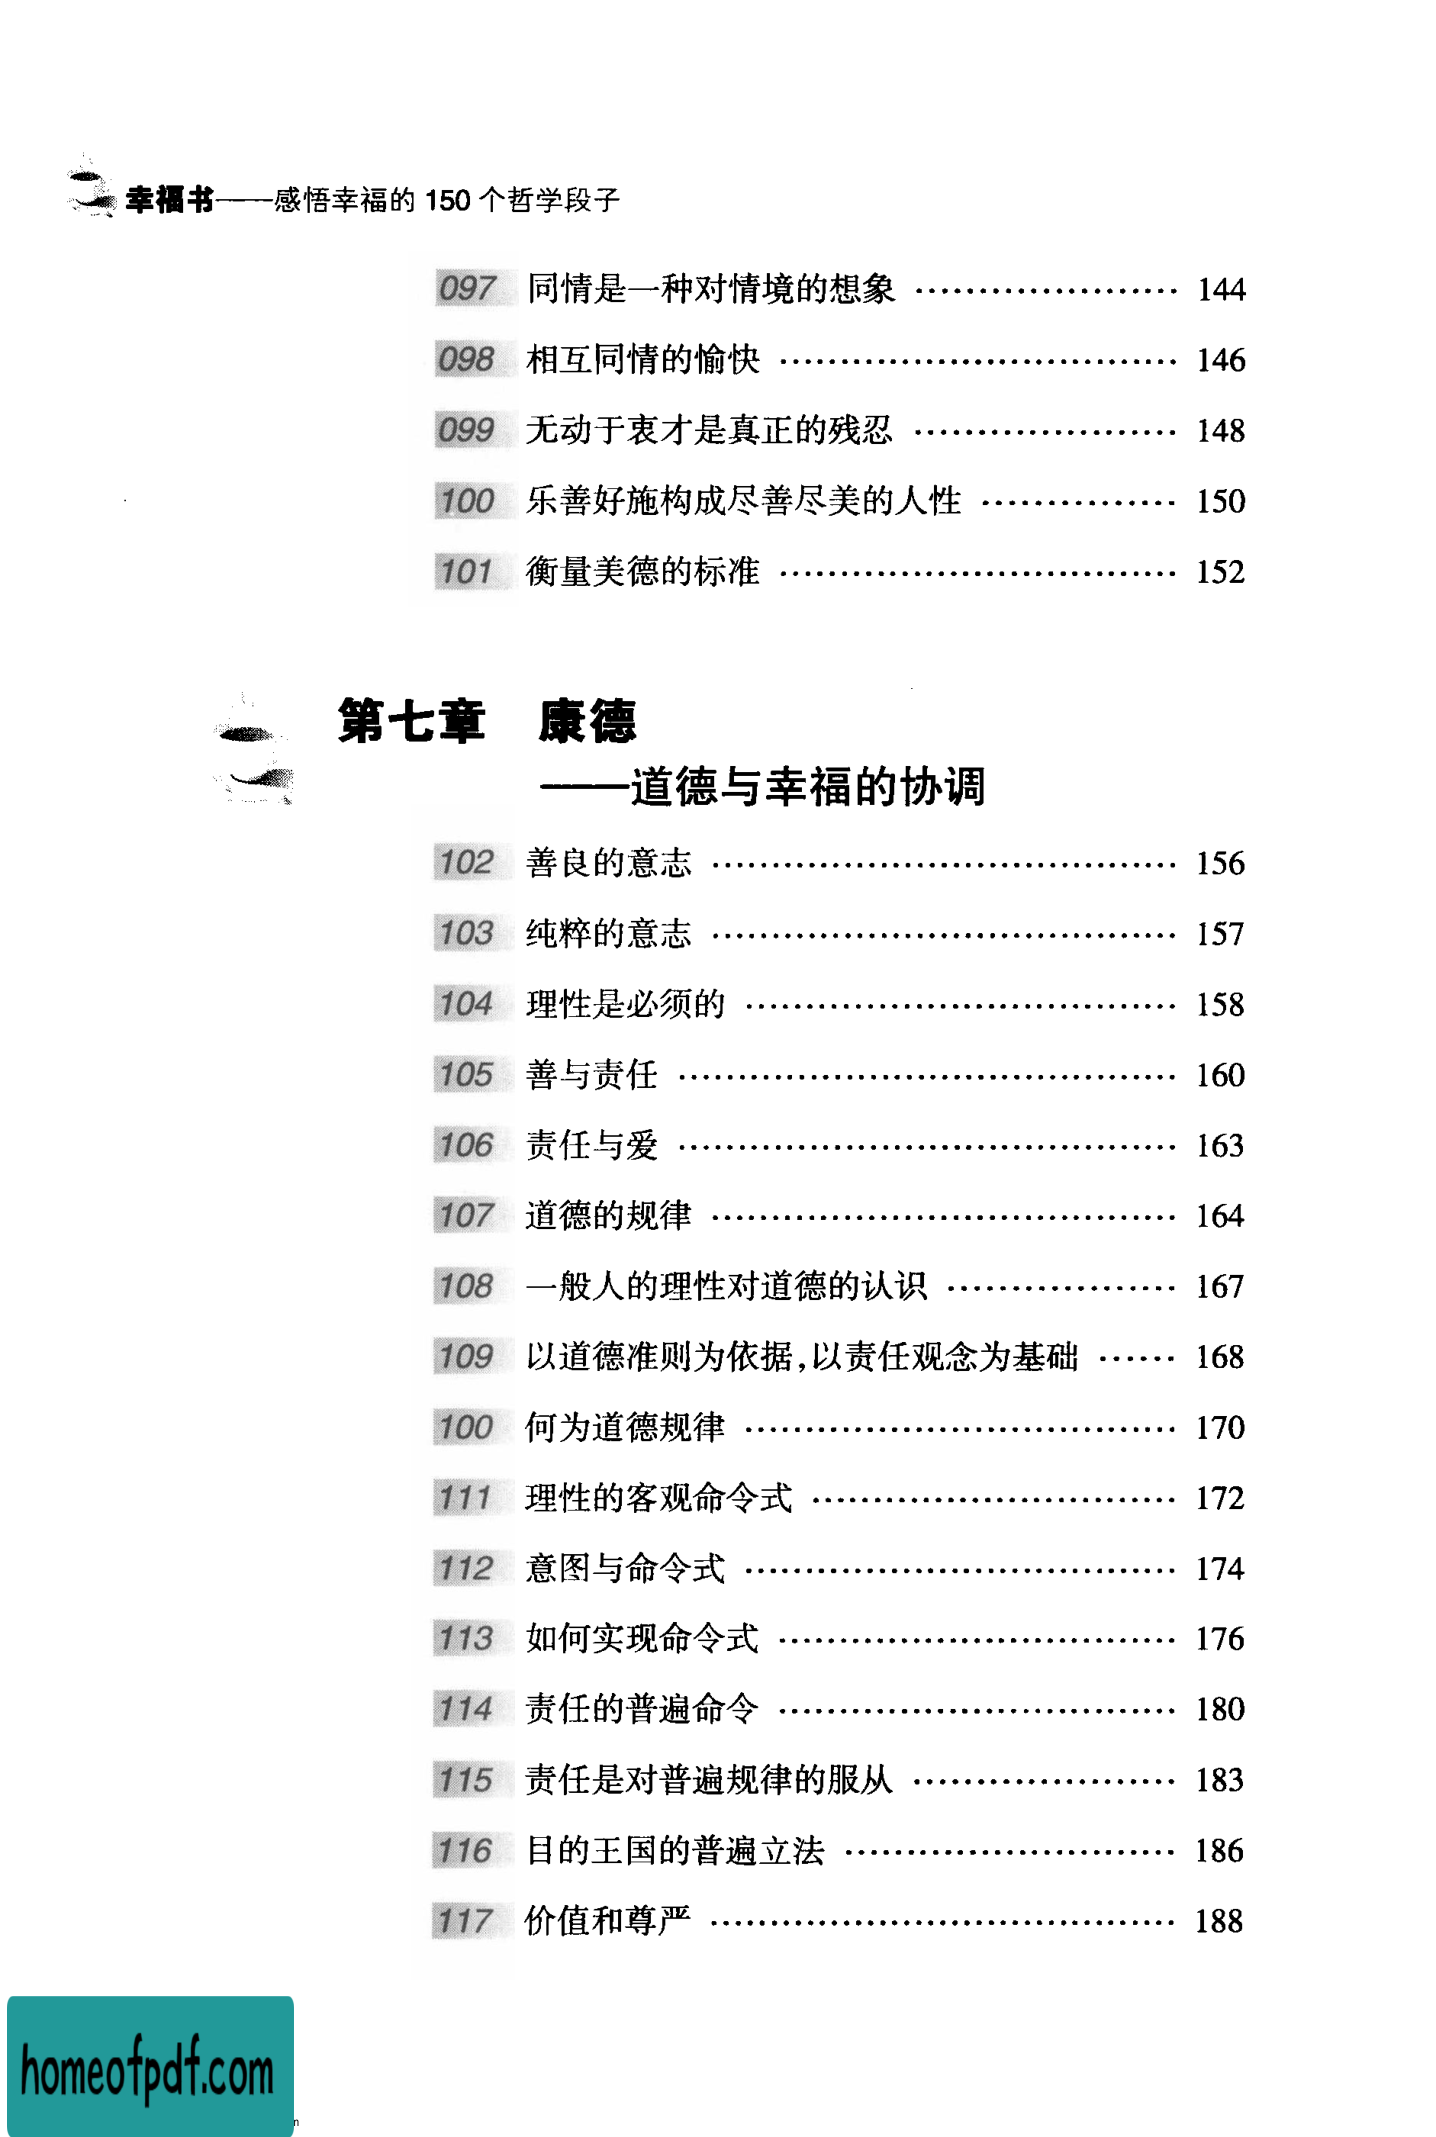 幸福书——感悟幸福的 150 个哲学段子
097 同情是一种对情境的想象 …………………… 144
098 相互同情的愉快 ……………………………… 146
099 无动于衷才是真正的残忍 …………………… 148
100 乐善好施构成尽善尽美的人性 ……………… 150
101 衡量美德的标准 ……………………………… 152
第七章 康德
——道德与幸福的协调
102 善良的意志 …………………………………… 156
103 纯粹的意志 …………………………………… 157
104 理性是必须的 ………………………………… 158
105 善与责任 ……………………………………… 160
106 责任与爱 ……………………………………… 163
107 道德的规律 …………………………………… 164
108 一般人的理性对道德的认识 ………………… 167
109 以道德准则为依据,以责任观念为基础 …… 168
100 何为道德规律 ………………………………… 170
111 理性的客观命令式 …………………………… 172
112 意图与命令式 ………………………………… 174
113 如何实现命令式 ……………………………… 176
114 责任的普遍命令 ……………………………… 180
115 责任是对普遍规律的服从 …………………… 183
116 目的王国的普遍立法 ………………………… 186
117 价值和尊严 …………………………………… 188
homeofpdf.com